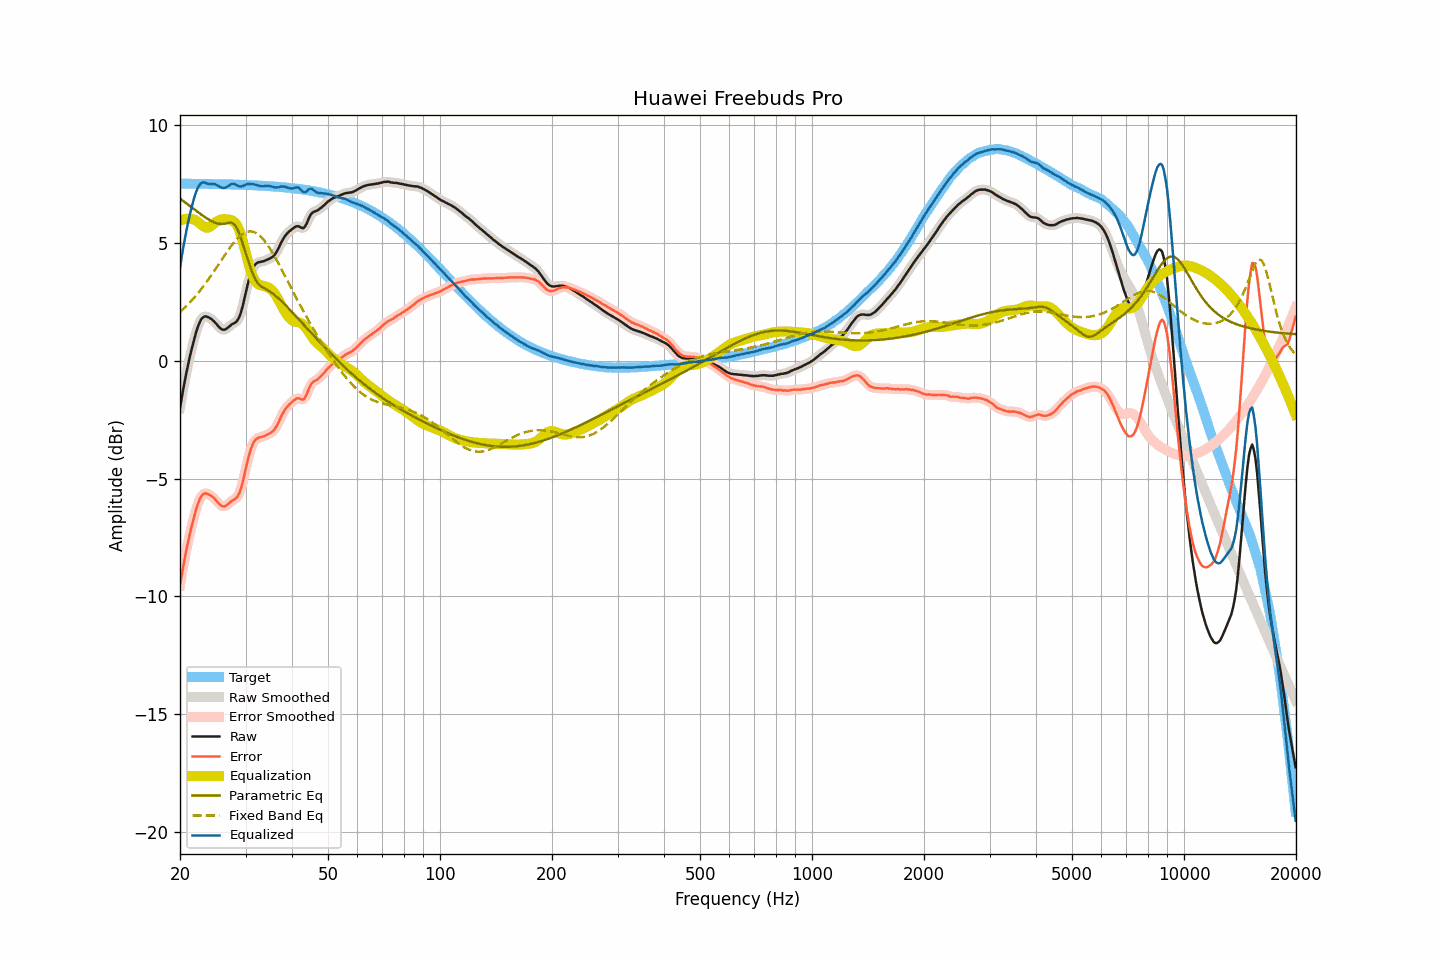 Huawei Freebuds Pro
10
5
0
−5
−10
−15
−20
Amplitude (dBr)
Target
Raw Smoothed
Error Smoothed
Raw
Error
Equalization
Parametric Eq
Fixed Band Eq
Equalized
20 50 100 200 500 1000 2000 5000 10000 20000
Frequency (Hz)